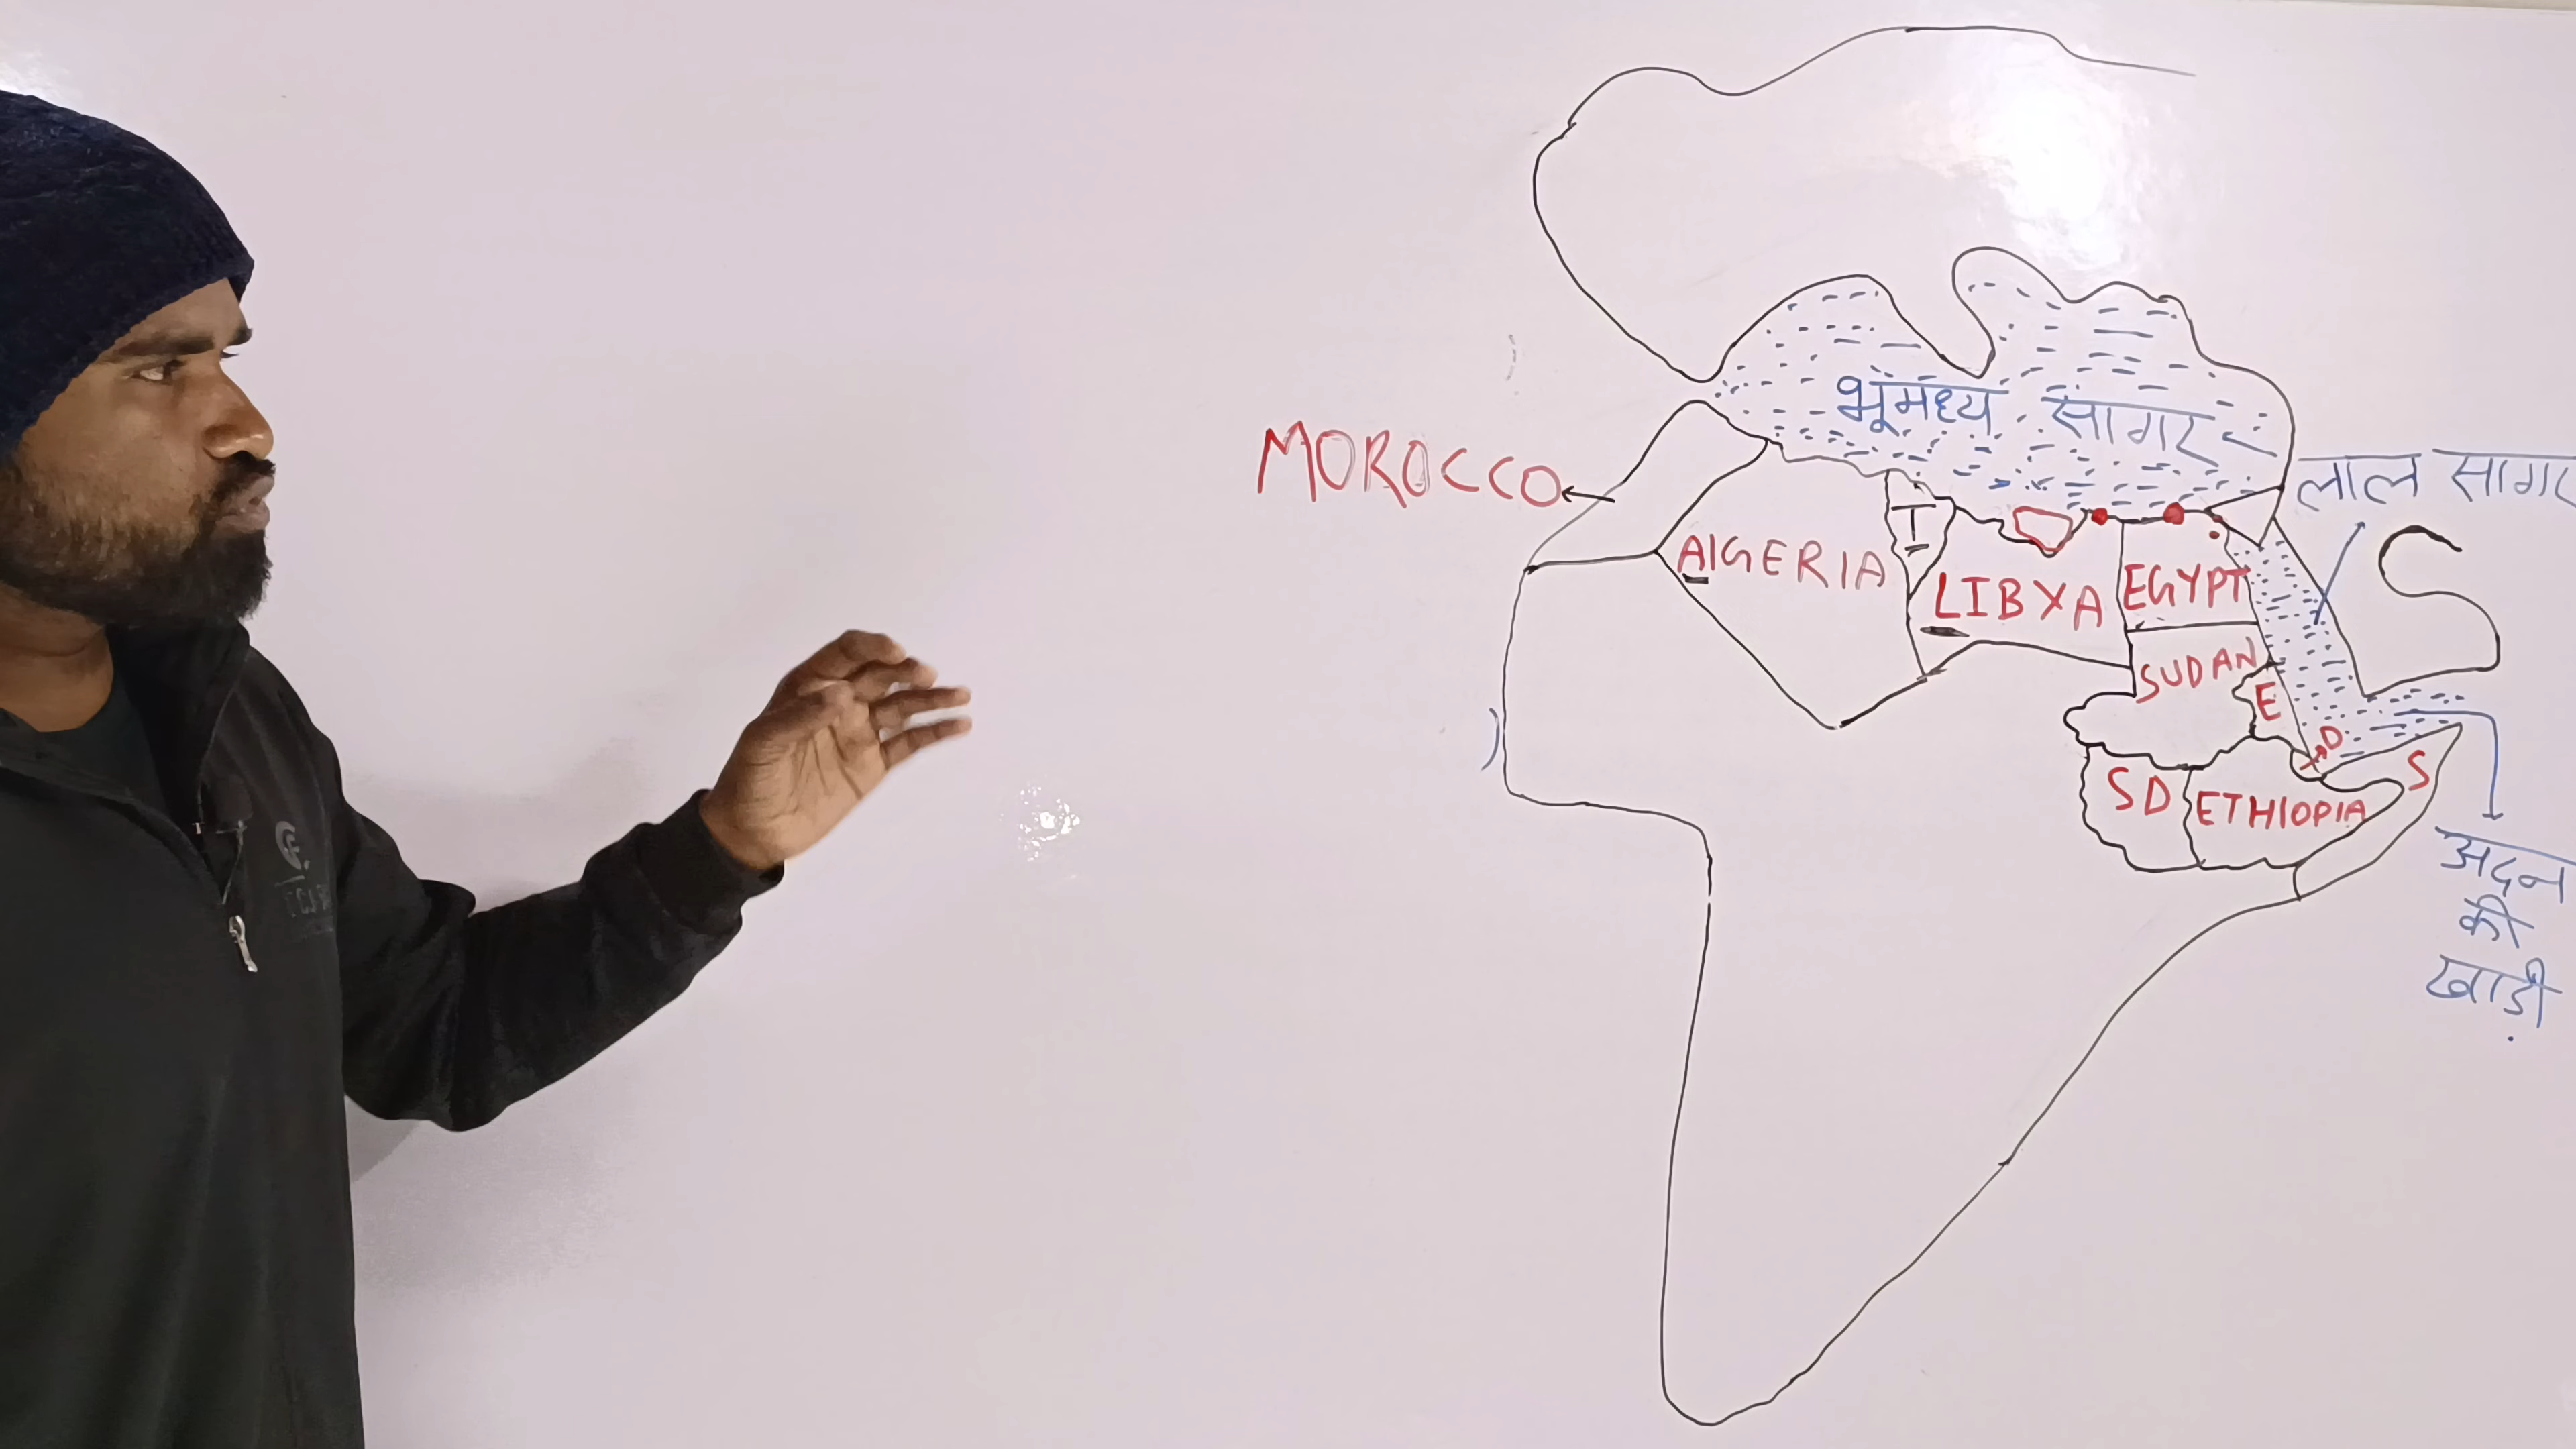 भूमध्य सागर
MOROCCO
लाल सागर
T
AlGERIA
LIBYA
EGYPT
SUDAN
E
D
S
SD
ETHIOPIA
अदन
की
खाड़ी